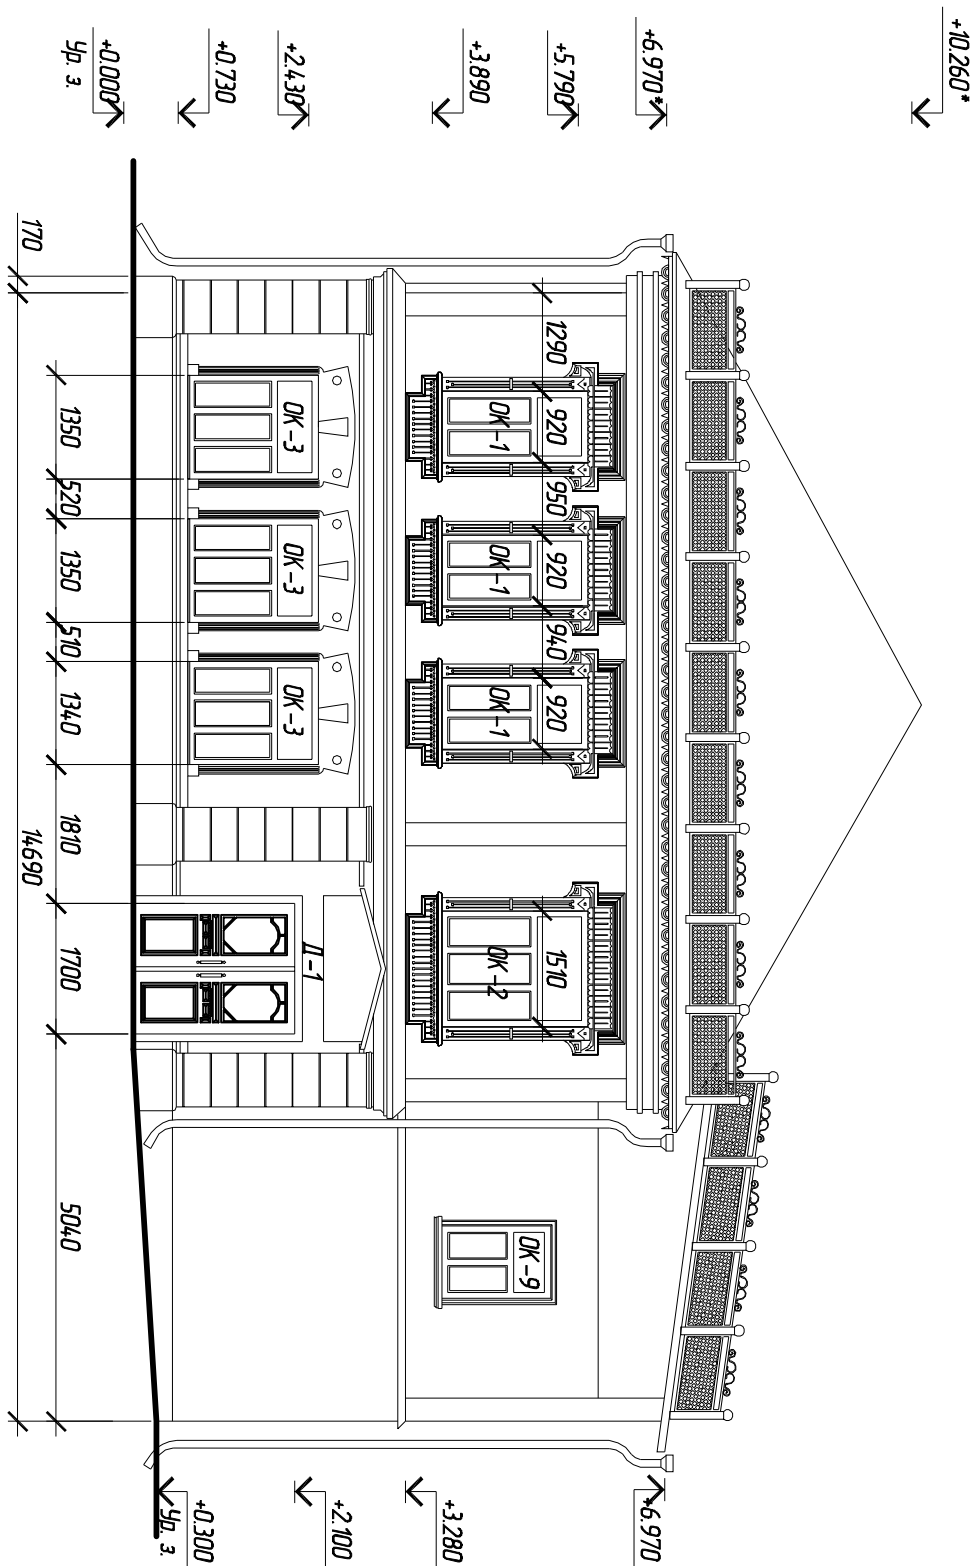 +10.260*
+6.970*
+5.790
+3.890
+2.430
+0.730
+0.000
Ур. з.
1290
920
950
920
940
920
1510
ОК-1
ОК-1
ОК-1
ОК-2
ОК-3
ОК-3
ОК-3
Д-1
ОК-9
+6.970
+3.280
+2.100
+0.300
Ур. з.
1350
520
1350
510
1340
1810
1700
5040
170
14690